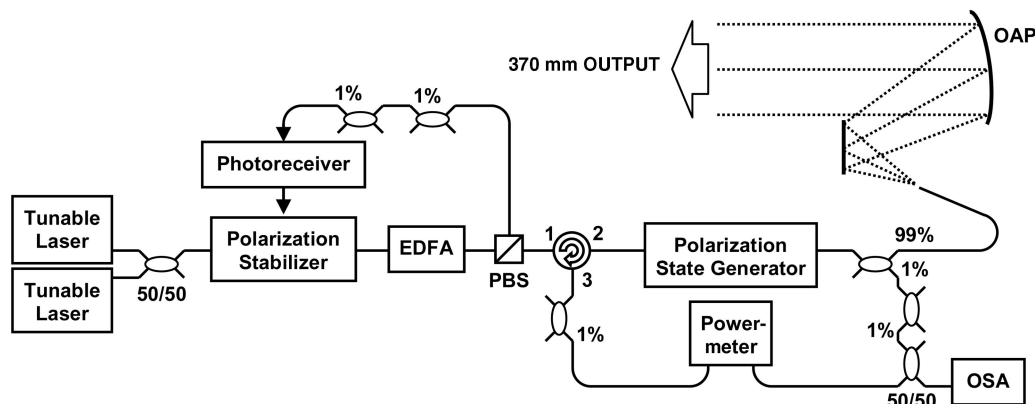 OAP
370 mm OUTPUT
1%
1%
Photoreceiver
Tunable
Laser
Polarization
Stabilizer
EDFA
PBS
1
2
3
Polarization
State Generator
99%
1%
50/50
Tunable
Laser
1%
1%
Power-
meter
OSA
50/50